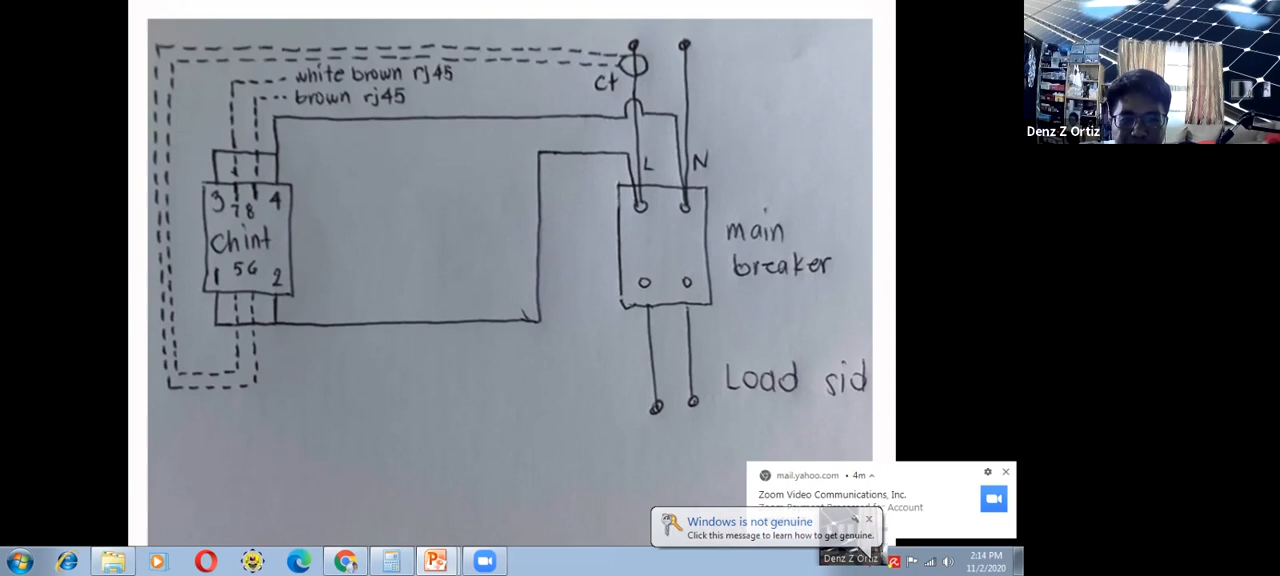 white brown rj45
brown rj45
ct
L
N
3 7 8 4
Chint
1 5 6 2
main
breaker
Load sid
Denz Z Ortiz
mail.yahoo.com • 4m
Zoom Video Communications, Inc.
Account
Windows is not genuine
Click this message to learn how to get genuine.
Denz Z Ortiz
2:14 PM
11/2/2020